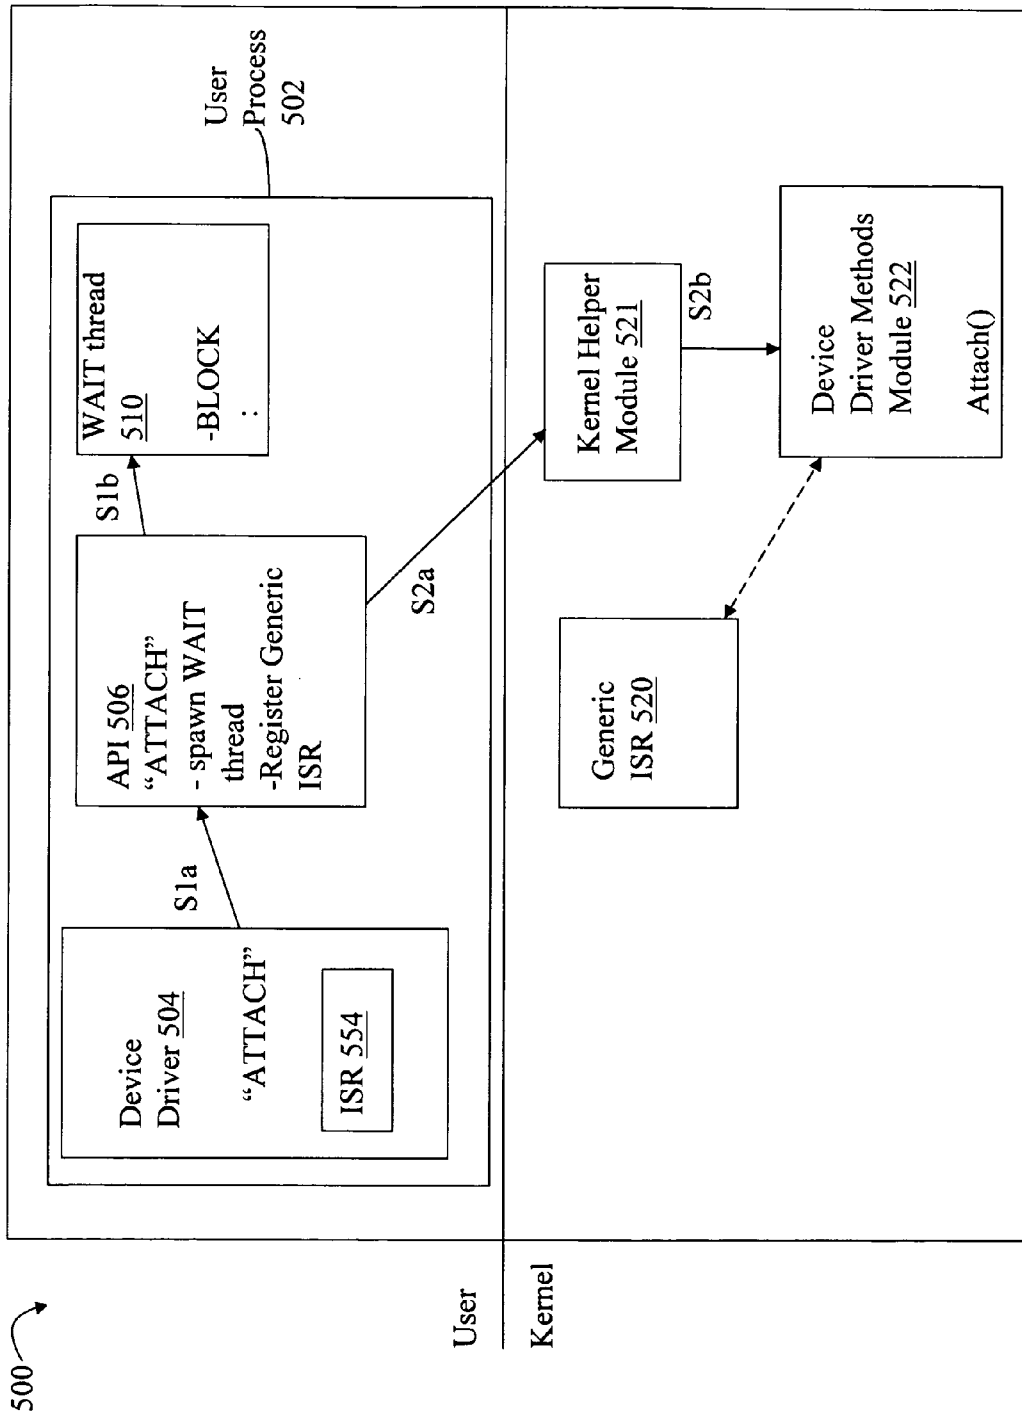 500
User
Process
502
Device
Driver 504
“ATTACH”
ISR 554
S1a
API 506
“ATTACH”
- spawn WAIT
thread
-Register Generic
ISR
S1b
WAIT thread
510
-BLOCK
:
S2a
User
Kernel
Generic
ISR 520
Kernel Helper
Module 521
S2b
Device
Driver Methods
Module 522
Attach()